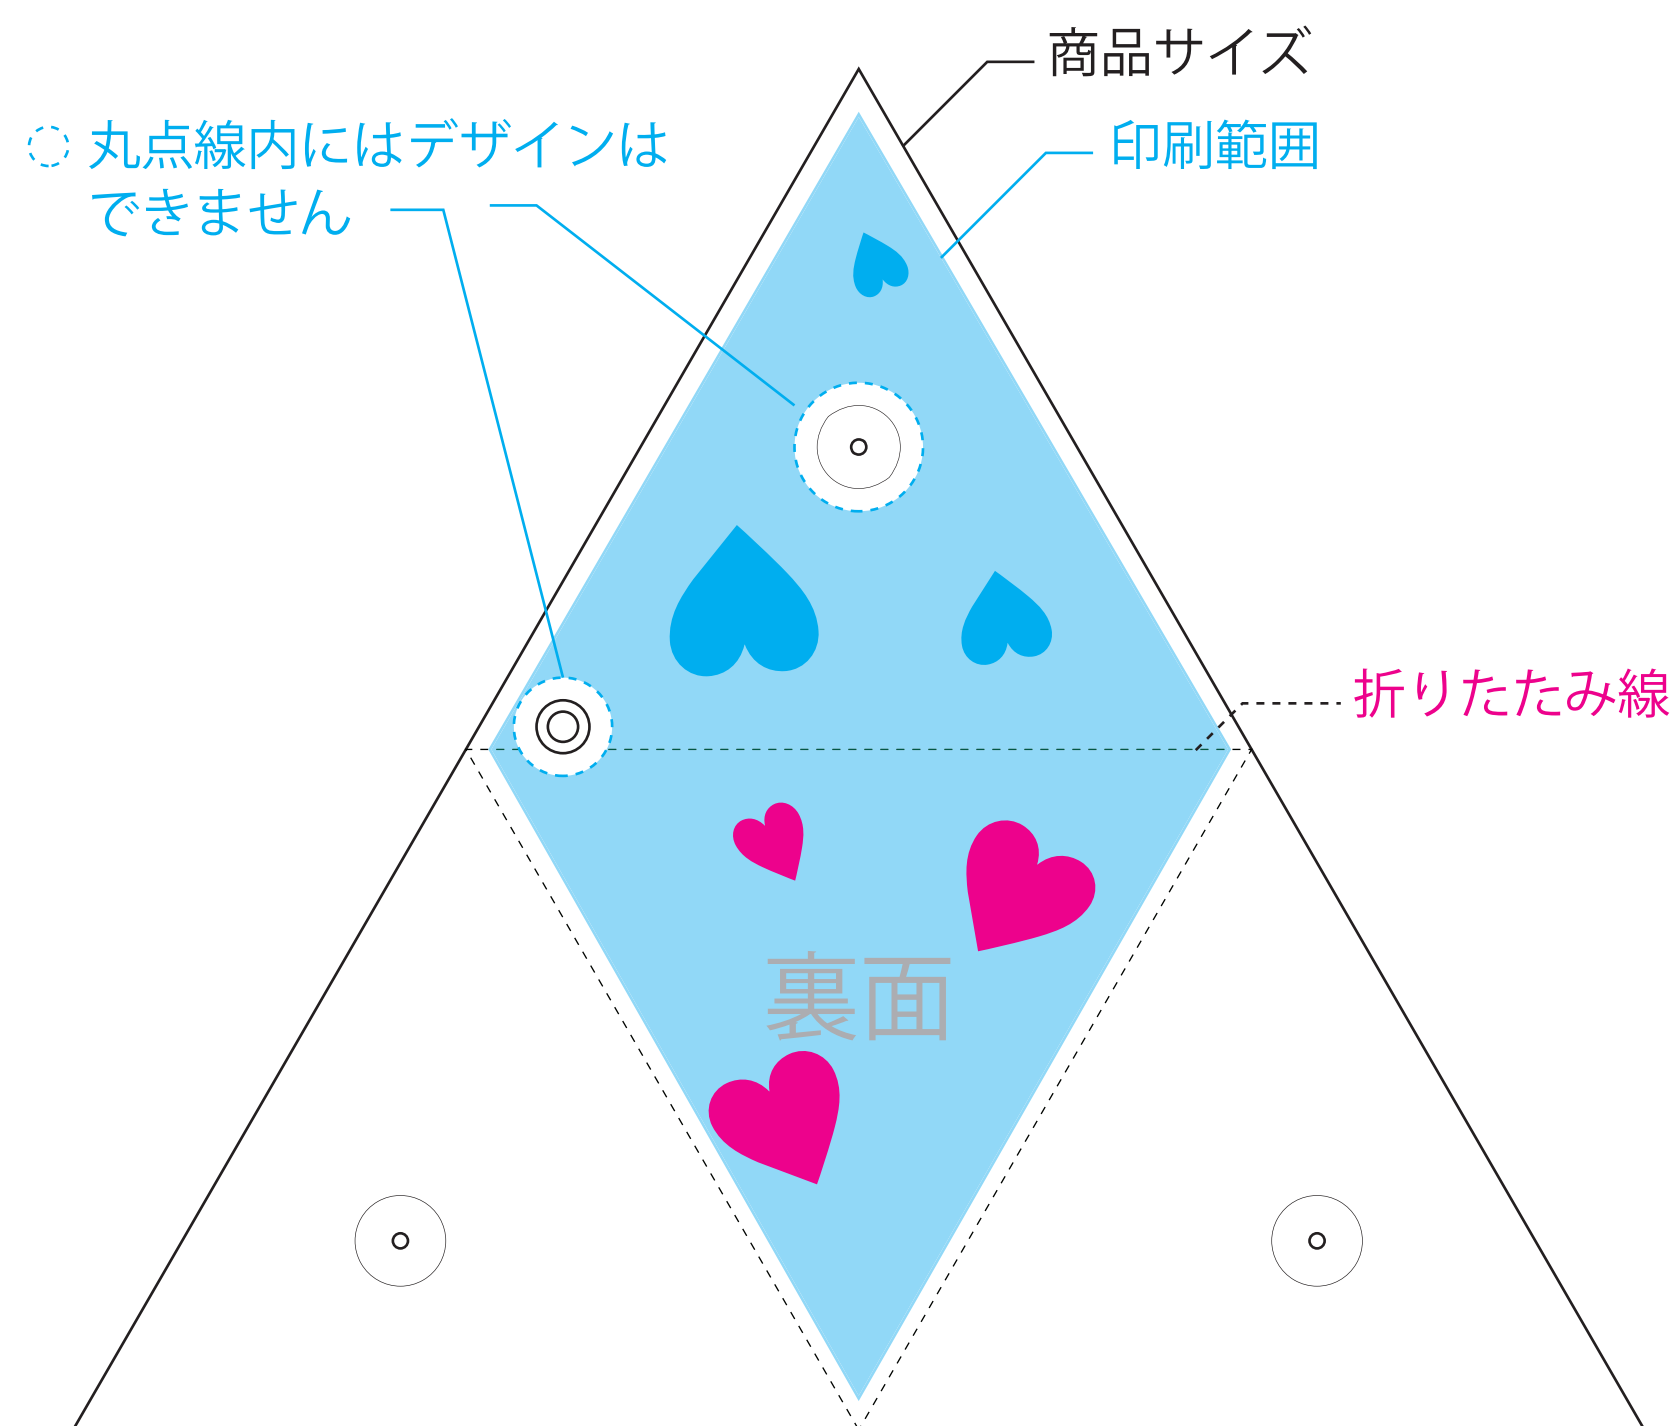 商品サイズ
丸点線内にはデザインは
できません
印刷範囲
折りたたみ線
裏面